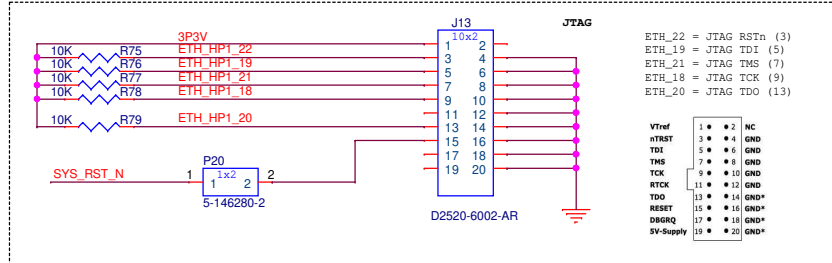 J13
JTAG
10x2
3P3V
1 2
10K R75 ETH_HP1_22
3 4
10K R76 ETH_HP1_19
5 6
10K R77 ETH_HP1_21
7 8
10K R78 ETH_HP1_18
9 10
11 12
10K R79 ETH_HP1_20
13 14
15 16
17 18
19 20
P20
1x2
SYS_RST_N
1 1 2 2
5-146280-2
D2520-6002-AR
ETH_22 = JTAG RSTn (3)
ETH_19 = JTAG TDI (5)
ETH_21 = JTAG TMS (7)
ETH_18 = JTAG TCK (9)
ETH_20 = JTAG TDO (13)
VTref 1 2 NC
nTRST 3 4 GND
TDI 5 6 GND
TMS 7 8 GND
TCK 9 10 GND
RTCK 11 12 GND
TDO 13 14 GND*
RESET 15 16 GND*
DBGRQ 17 18 GND*
5V-Supply 19 20 GND*